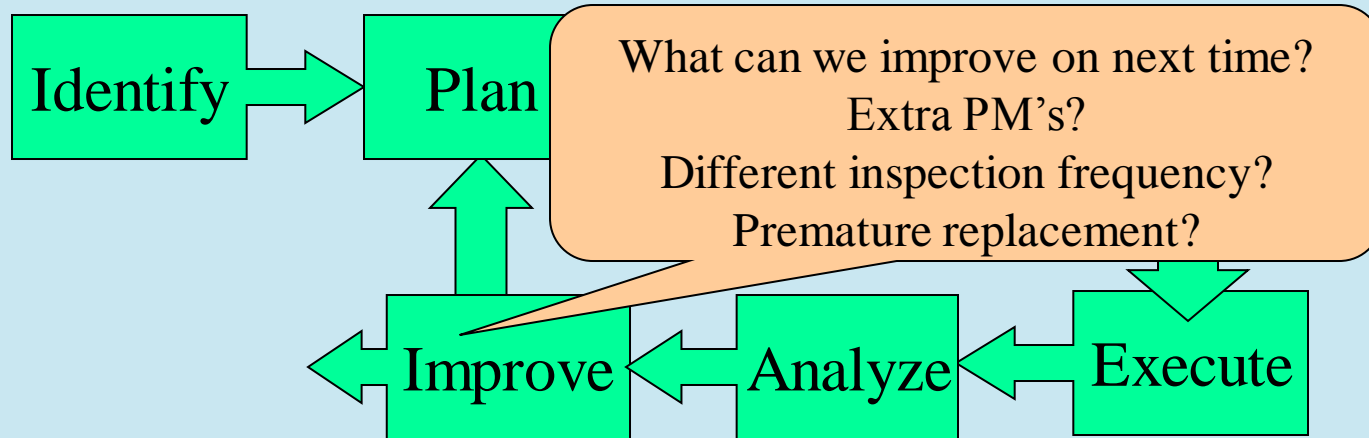 Identify
Plan
What can we improve on next time?
Extra PM’s?
Different inspection frequency?
Premature replacement?
Improve
Analyze
Execute